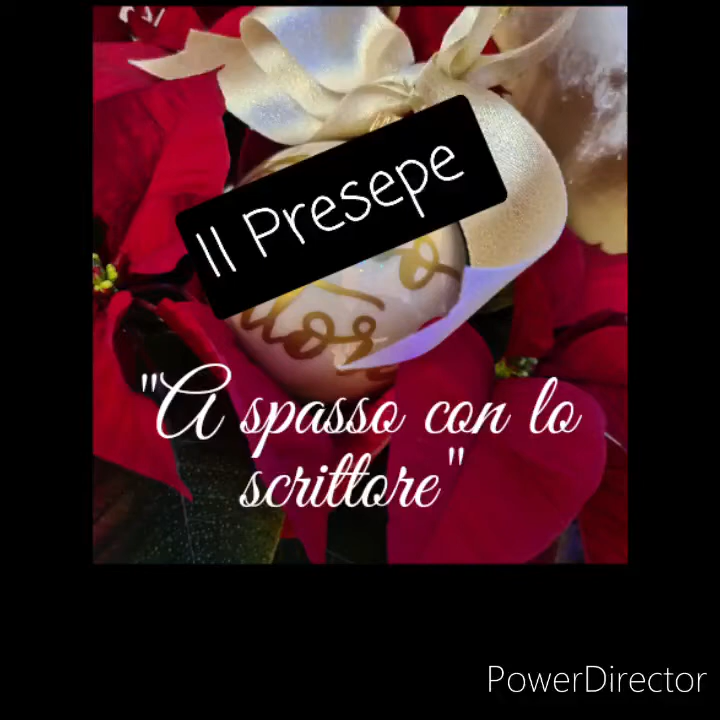 Il Presepe
"A spasso con lo
scrittore"
PowerDirector